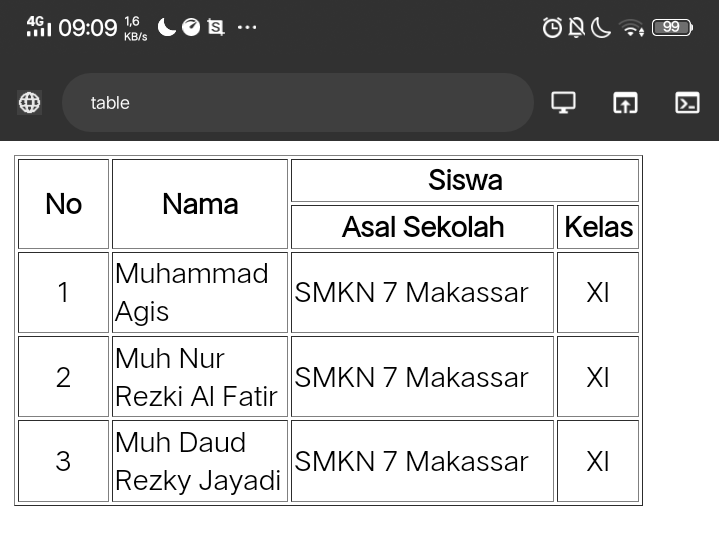 4G 09:09 1,6 KB/s 99
table
No Nama Siswa
Asal Sekolah Kelas
1 Muhammad Agis SMKN 7 Makassar XI
2 Muh Nur Rezki Al Fatir SMKN 7 Makassar XI
3 Muh Daud Rezky Jayadi SMKN 7 Makassar XI